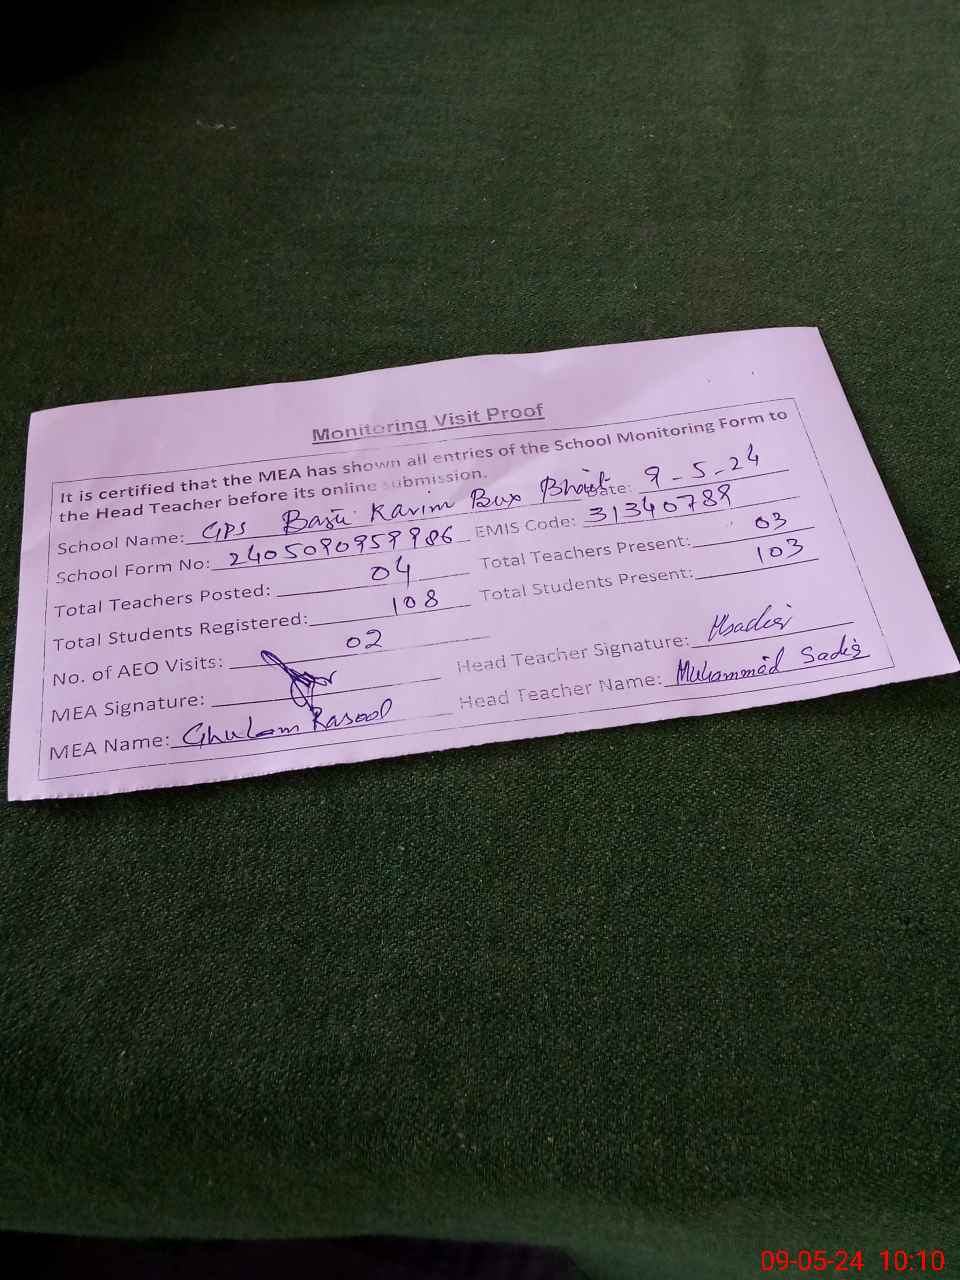 Monitoring Visit Proof
It is certified that the MEA has shown all entries of the School Monitoring Form to
the Head Teacher before its online submission.
School Name: GPS Basti Karim Bux Date: 9-5-24
School Form No: EMIS Code: 31340789
Total Teachers Posted: 04 Total Teachers Present: 03
Total Students Registered: 108 Total Students Present: 103
No. of AEO Visits: 02
MEA Signature: Head Teacher Signature: MSadiq
MEA Name: Ghulam Rasool Head Teacher Name: Muhammad Sadiq
09-05-24 10:10